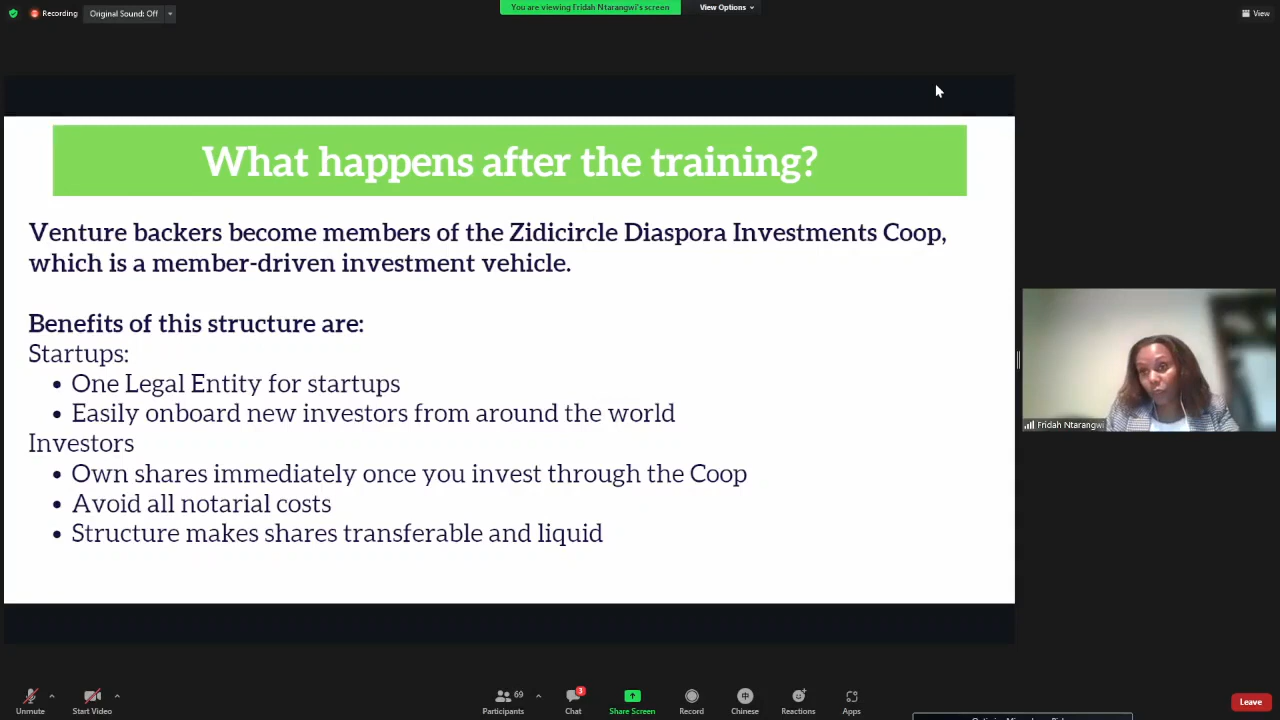 Recording
Original Sound: Off
You are viewing Fridah Ntarangwi's screen
View Options
View
What happens after the training?
Venture backers become members of the Zidicircle Diaspora Investments Coop,
which is a member-driven investment vehicle.
Benefits of this structure are:
Startups:
• One Legal Entity for startups
• Easily onboard new investors from around the world
Investors
• Own shares immediately once you invest through the Coop
• Avoid all notarial costs
• Structure makes shares transferable and liquid
Fridah Ntarangwi
Unmute
Start Video
69
Participants
3
Chat
Share Screen
Record
中
Chinese
Reactions
Apps
Leave